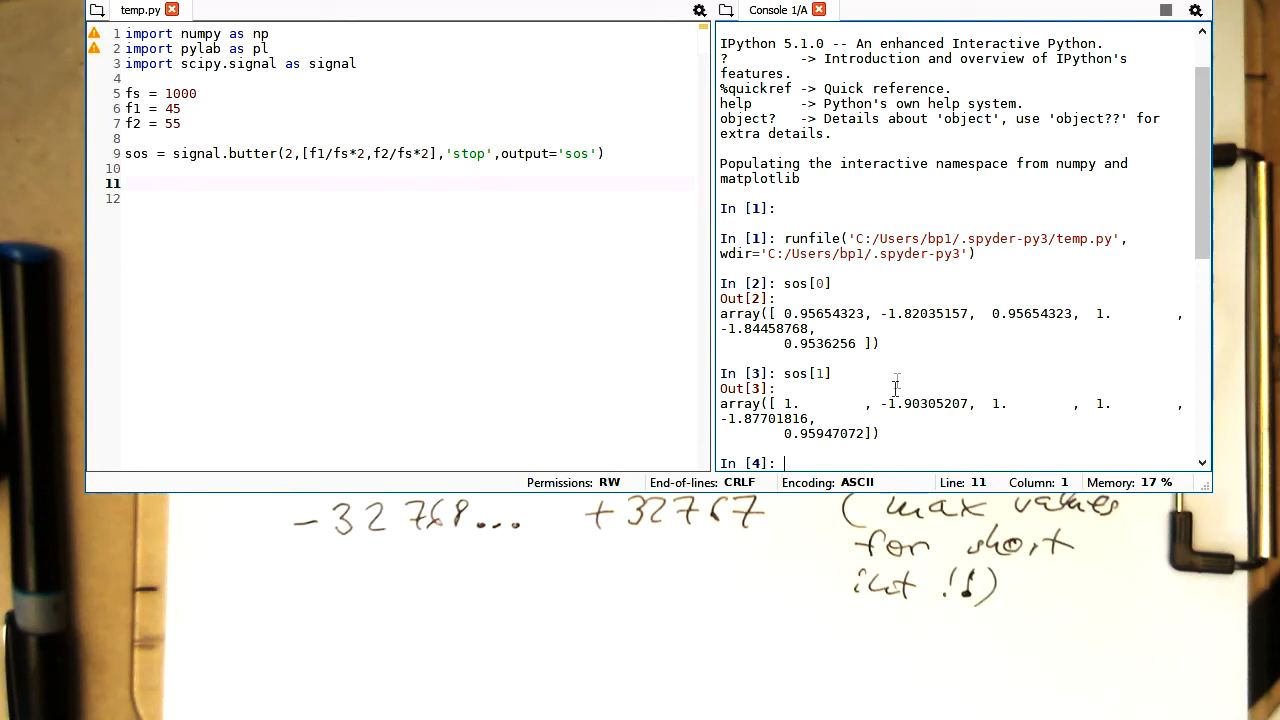 temp.py
1 import numpy as np
2 import pylab as pl
3 import scipy.signal as signal
4
5 fs = 1000
6 f1 = 45
7 f2 = 55
8
9 sos = signal.butter(2,[f1/fs*2,f2/fs*2],'stop',output='sos')
10
11
12
Console 1/A
IPython 5.1.0 -- An enhanced Interactive Python.
?         -> Introduction and overview of IPython's
features.
%quickref -> Quick reference.
help      -> Python's own help system.
object?   -> Details about 'object', use 'object??' for
extra details.
Populating the interactive namespace from numpy and
matplotlib
In [1]:
In [1]: runfile('C:/Users/bp1/.spyder-py3/temp.py',
wdir='C:/Users/bp1/.spyder-py3')
In [2]: sos[0]
Out[2]:
array([ 0.95654323, -1.82035157,  0.95654323,  1.        ,
-1.84458768,
        0.9536256 ])
In [3]: sos[1]
Out[3]:
array([ 1.        , -1.90305207,  1.        ,  1.        ,
-1.87701816,
        0.95947072])
In [4]:
Permissions: RW End-of-lines: CRLF Encoding: ASCII Line: 11 Column: 1 Memory: 17 %
-32768... +32767 (max values
for short
int !!)